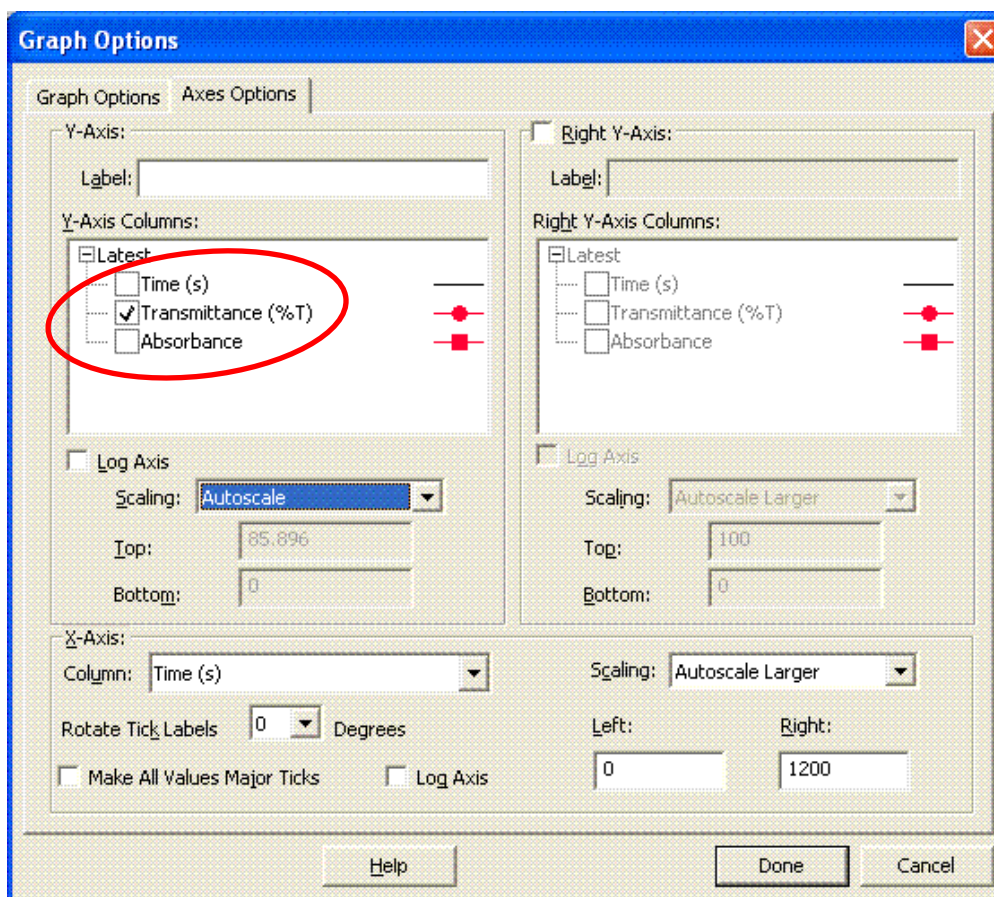 Graph Options
Graph Options Axes Options
Y-Axis:
Label:
Y-Axis Columns:
Latest
Time (s)
Transmittance (%T)
Absorbance
Log Axis
Scaling: Autoscale
Top: 85.896
Bottom: 0
Right Y-Axis:
Label:
Right Y-Axis Columns:
Latest
Time (s)
Transmittance (%T)
Absorbance
Log Axis
Scaling: Autoscale Larger
Top: 100
Bottom: 0
X-Axis:
Column: Time (s)
Rotate Tick Labels 0 Degrees
Make All Values Major Ticks Log Axis
Scaling: Autoscale Larger
Left: Right:
0 1200
Help Done Cancel